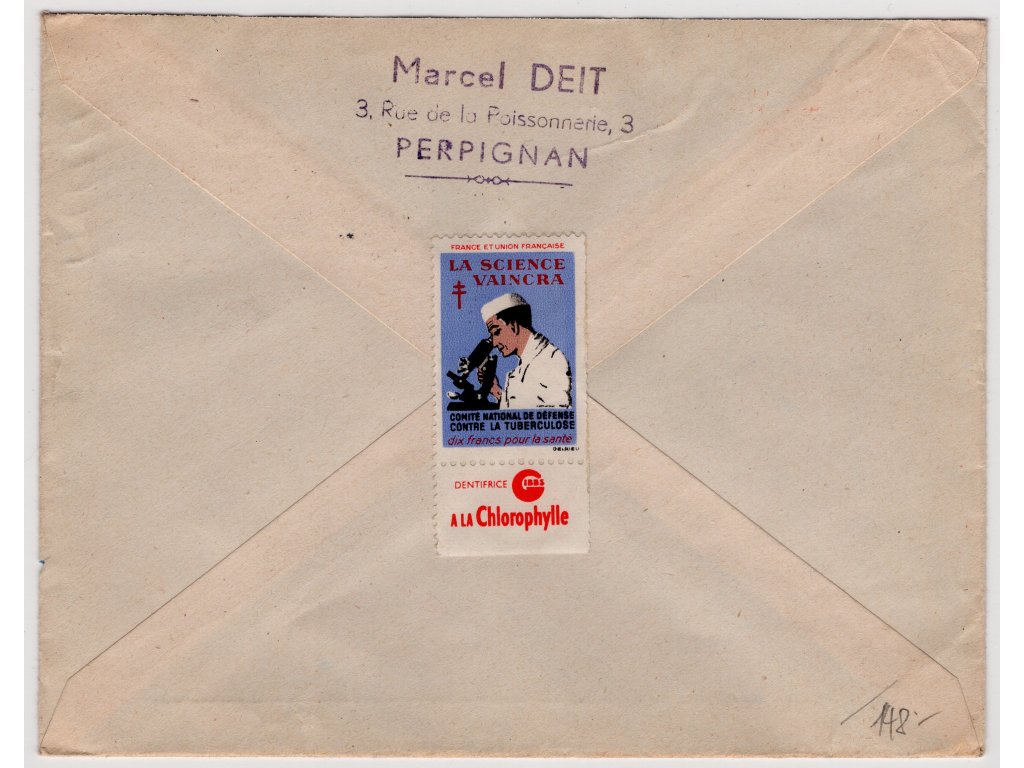 Marcel DEIT
3, Rue de la Poissonnerie, 3
PERPIGNAN
FRANCE ET UNION FRANÇAISE
LA SCIENCE
VAINCRA
COMITÉ NATIONAL DE DÉFENSE
CONTRE LA TUBERCULOSE
dix francs pour la santé
DELRIEU
DENTIFRICE GIBBS
A LA Chlorophylle
148.-